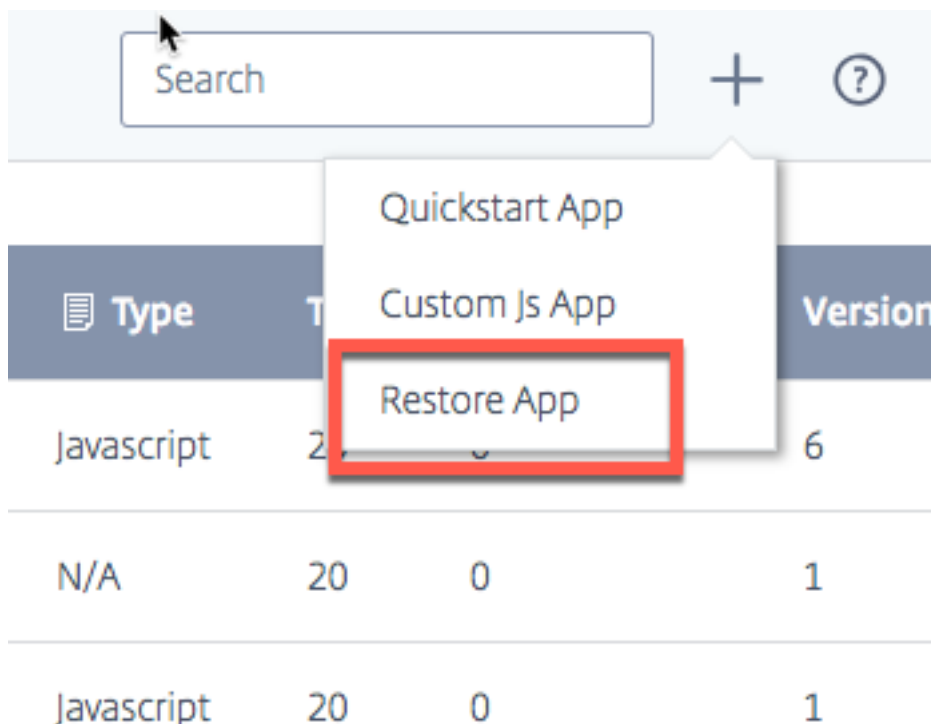 Search
?
Quickstart App
Type T Custom Js App Version
Restore App
Javascript 6
N/A 20 0 1
Javascript 20 0 1